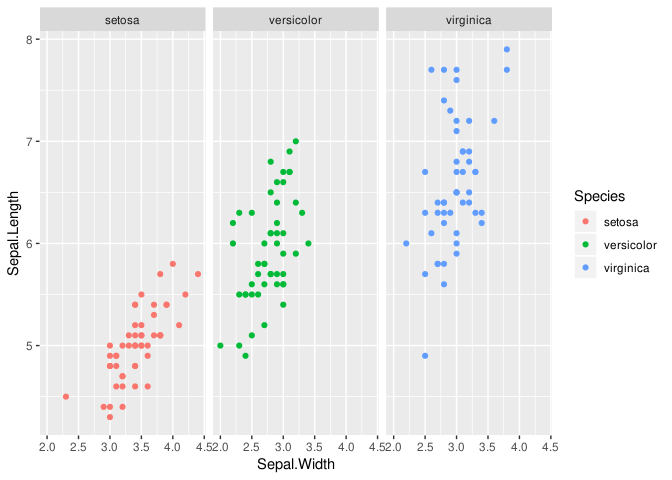 setosa
versicolor
virginica
8
7
6
5
Sepal.Length
2.0 2.5 3.0 3.5 4.0 4.5
2.0 2.5 3.0 3.5 4.0 4.5
2.0 2.5 3.0 3.5 4.0 4.5
Sepal.Width
Species
setosa
versicolor
virginica